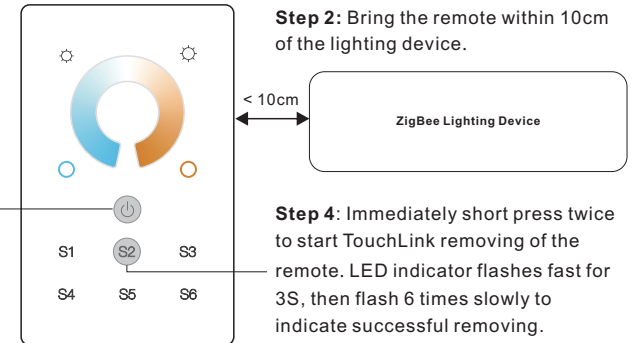 Step 2: Bring the remote within 10cm
of the lighting device.
< 10cm
ZigBee Lighting Device
Step 4: Immediately short press twice
to start TouchLink removing of the
remote. LED indicator flashes fast for
3S, then flash 6 times slowly to
indicate successful removing.
S1 S2 S3
S4 S5 S6